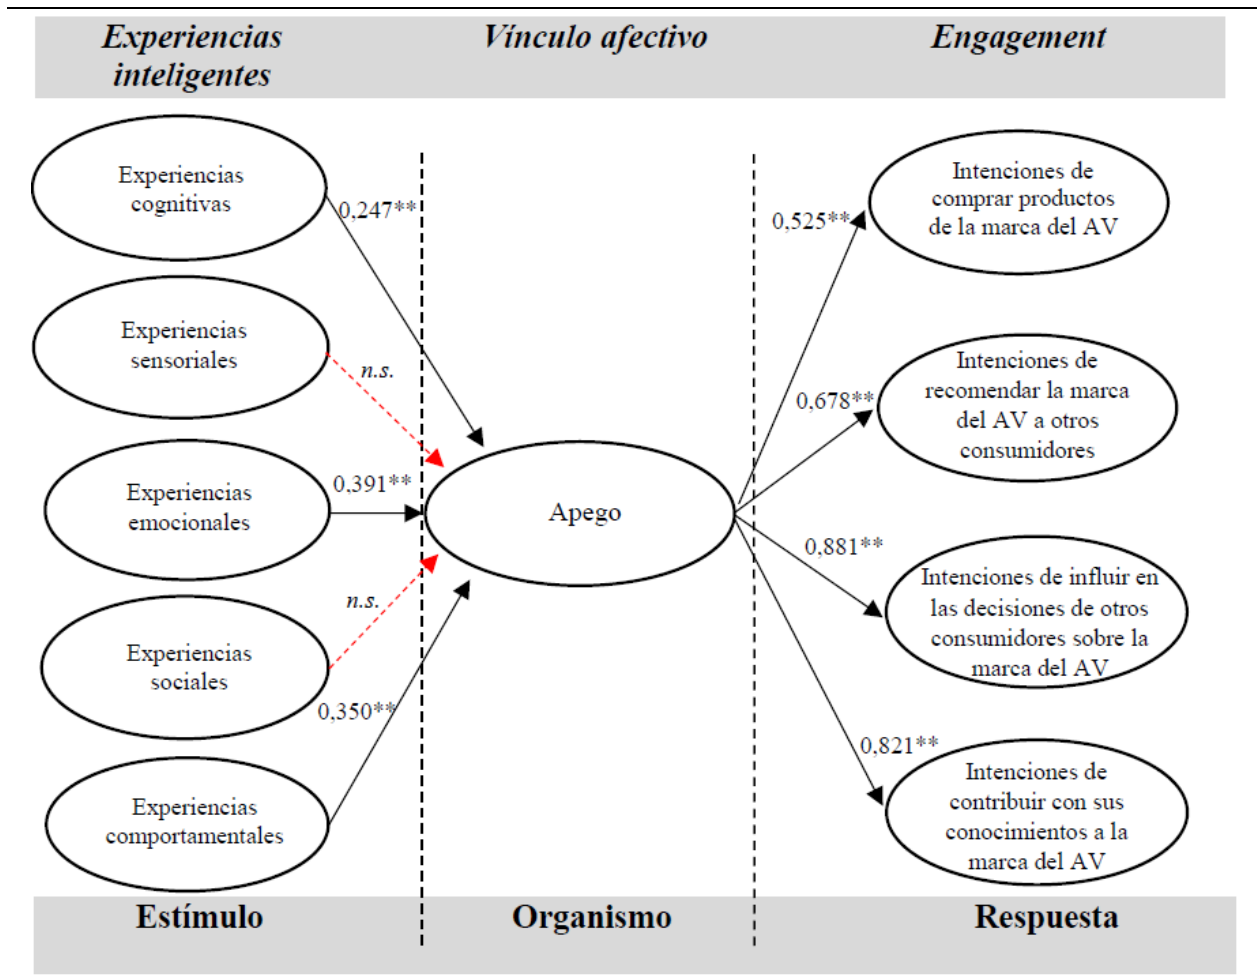 Experiencias
inteligentes
Vínculo afectivo
Engagement
Experiencias
cognitivas
0,247**
Experiencias
sensoriales
n.s.
Experiencias
emocionales
0,391**
Experiencias
sociales
n.s.
Experiencias
comportamentales
0,350**
Apego
0,525**
Intenciones de
comprar productos
de la marca del AV
0,678**
Intenciones de
recomendar la marca
del AV a otros
consumidores
0,881**
Intenciones de influir en
las decisiones de otros
consumidores sobre la
marca del AV
0,821**
Intenciones de
contribuir con sus
conocimientos a la
marca del AV
Estímulo
Organismo
Respuesta